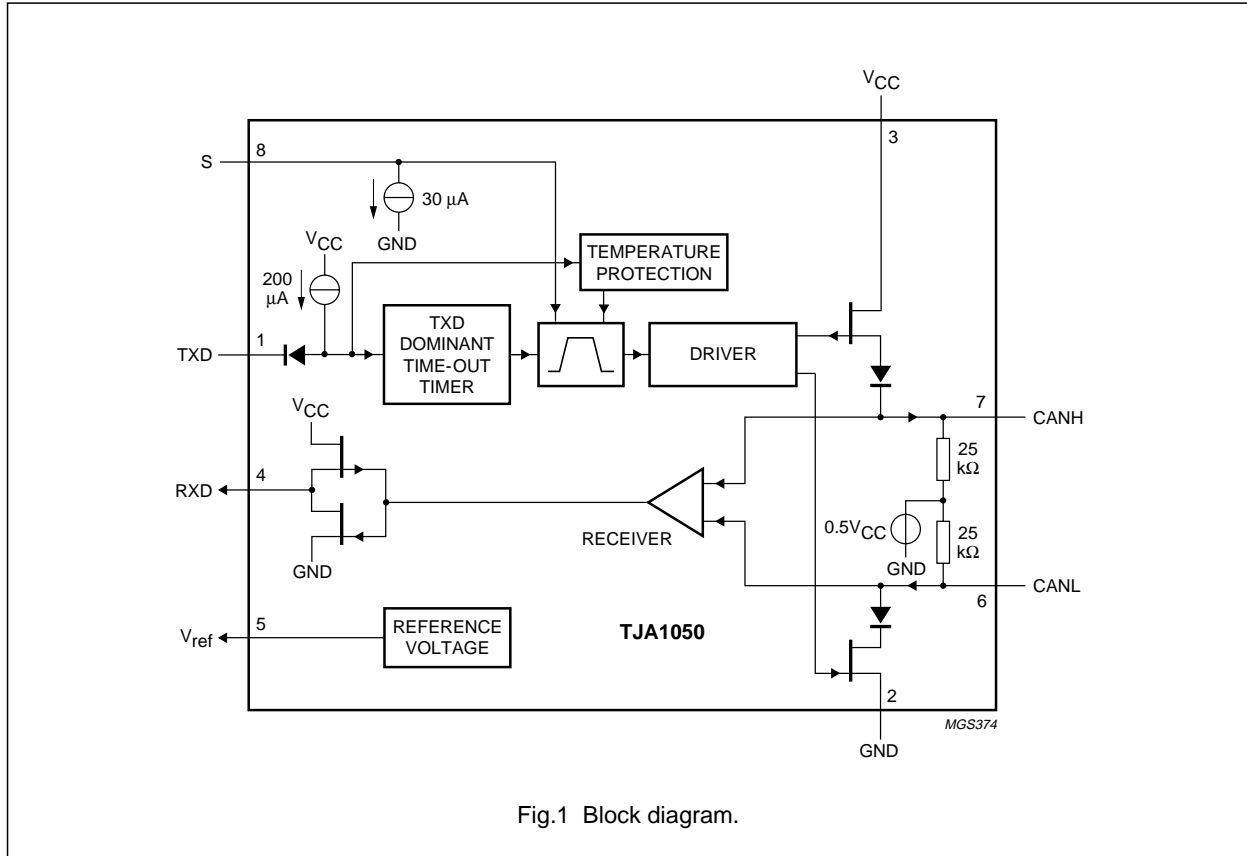 VCC
3
S
8
30 µA
GND
VCC
200
µA
TEMPERATURE
PROTECTION
TXD
1
TXD
DOMINANT
TIME-OUT
TIMER
DRIVER
VCC
7
CANH
25
kΩ
4
RXD
RECEIVER
0.5VCC
GND
25
kΩ
GND
6
CANL
Vref
5
REFERENCE
VOLTAGE
TJA1050
2
MGS374
GND
Fig.1 Block diagram.